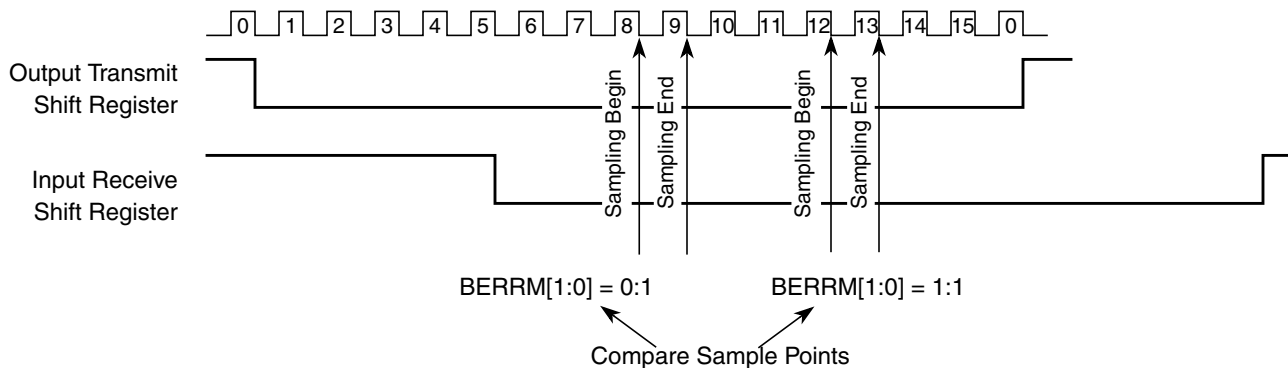 0 1 2 3 4 5 6 7 8 9 10 11 12 13 14 15 0
Output Transmit
Shift Register
Input Receive
Shift Register
Sampling Begin
Sampling End
Sampling Begin
Sampling End
BERRM[1:0] = 0:1
BERRM[1:0] = 1:1
Compare Sample Points